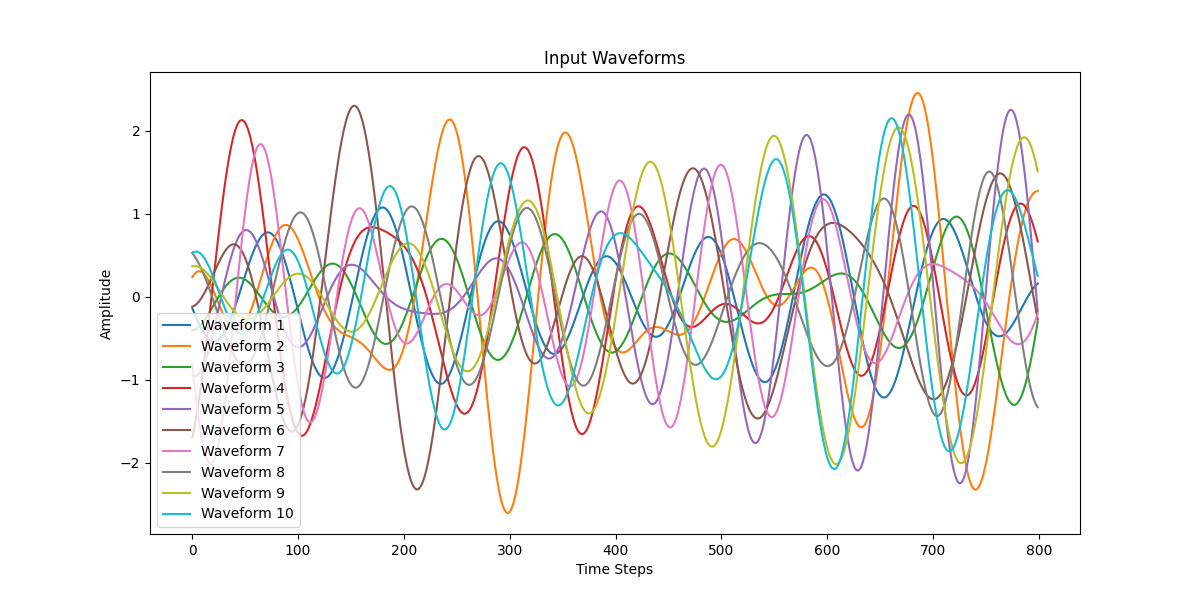 Input Waveforms
Amplitude
2
1
0
−1
−2
Waveform 1
Waveform 2
Waveform 3
Waveform 4
Waveform 5
Waveform 6
Waveform 7
Waveform 8
Waveform 9
Waveform 10
0 100 200 300 400 500 600 700 800
Time Steps